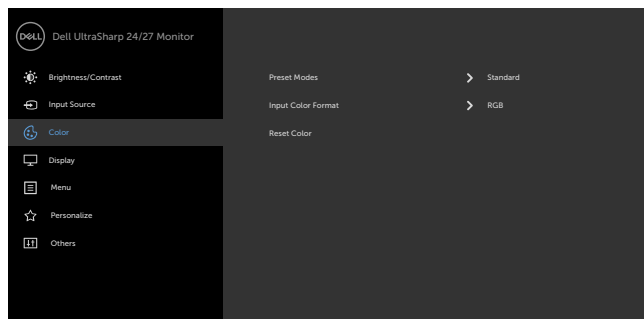 DELL Dell UltraSharp 24/27 Monitor
Brightness/Contrast
Preset Modes Standard
Input Source
Input Color Format RGB
Color
Reset Color
Display
Menu
Personalize
Others